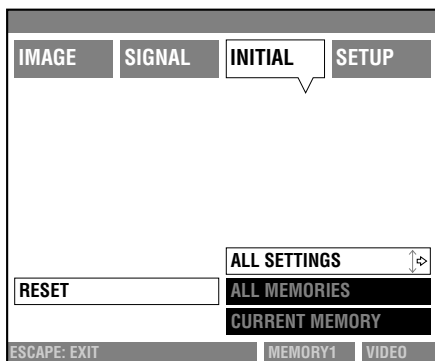 IMAGE SIGNAL INITIAL SETUP
ALL SETTINGS
RESET ALL MEMORIES
CURRENT MEMORY
ESCAPE: EXIT MEMORY1 VIDEO